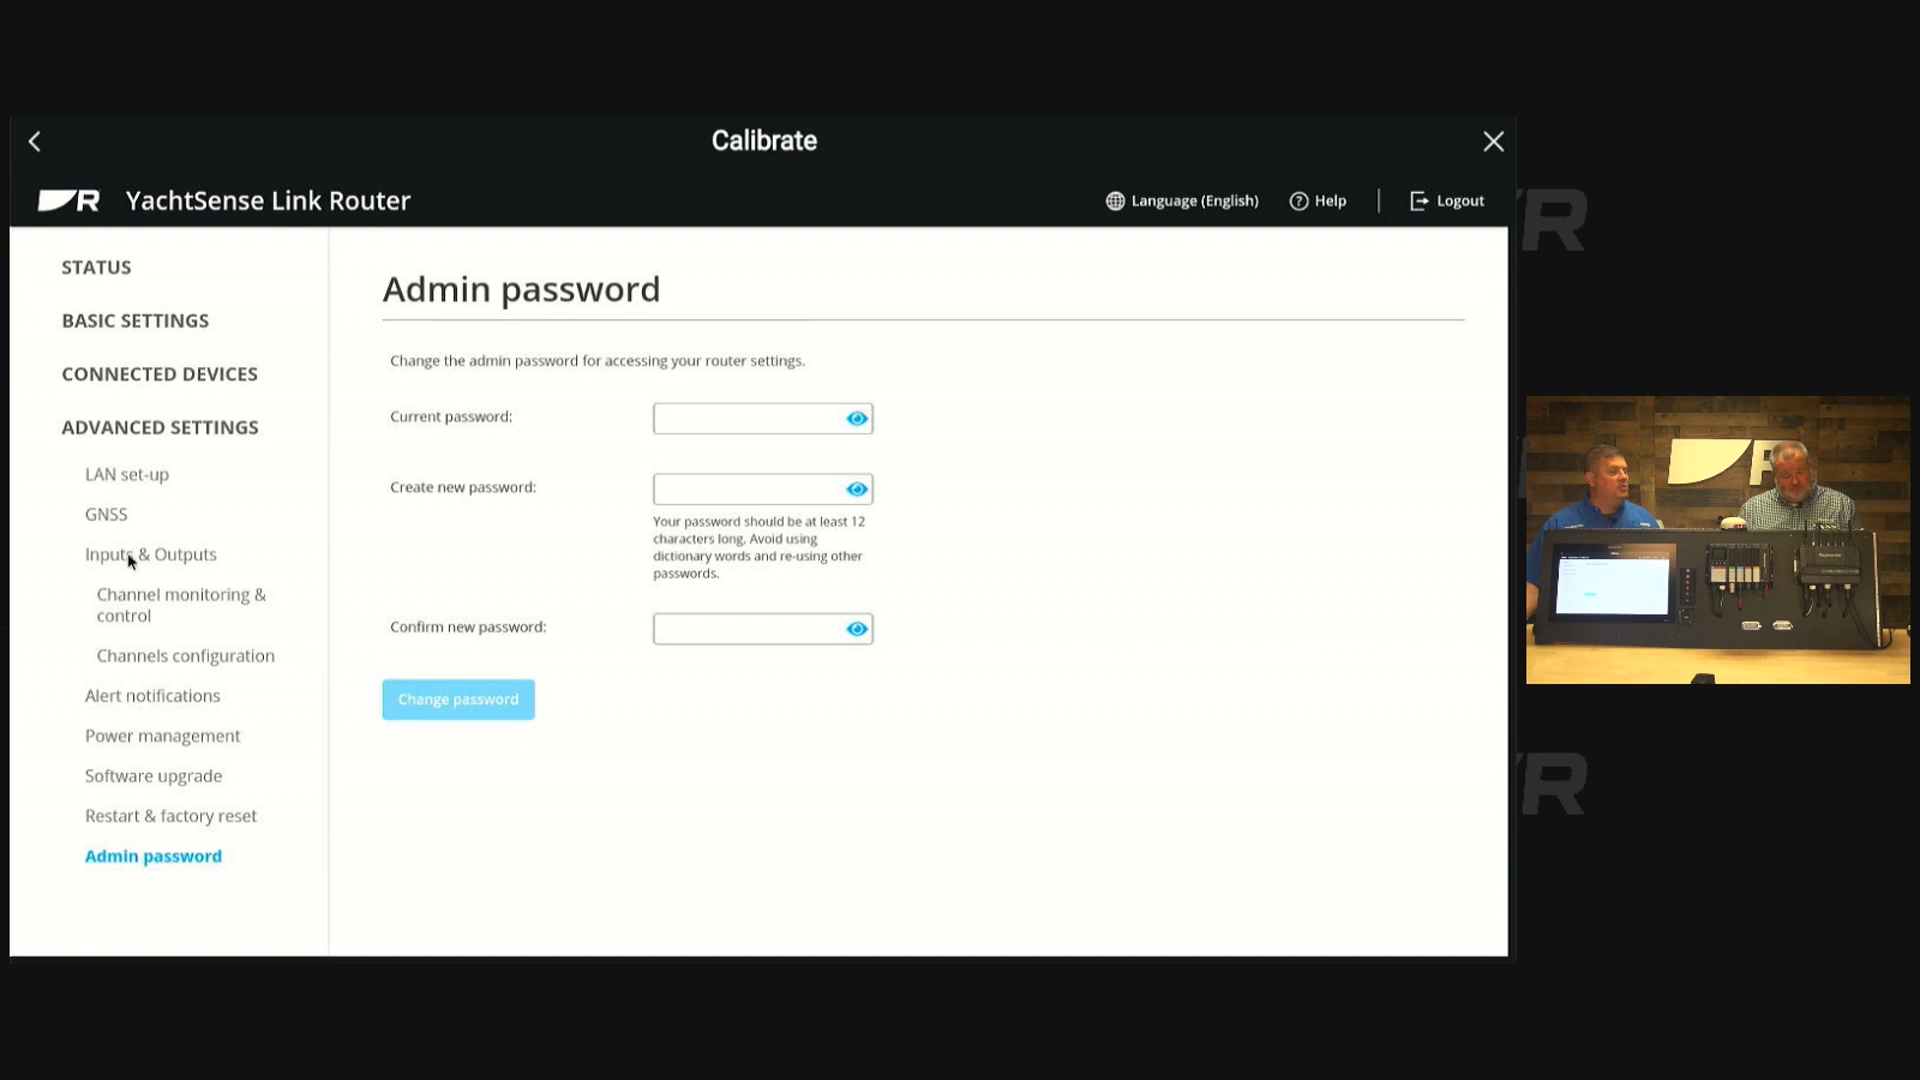 Calibrate
R YachtSense Link Router
Language (English)
Help
Logout
STATUS
BASIC SETTINGS
CONNECTED DEVICES
ADVANCED SETTINGS
LAN set-up
GNSS
Inputs & Outputs
Channel monitoring &
control
Channels configuration
Alert notifications
Power management
Software upgrade
Restart & factory reset
Admin password
Admin password
Change the admin password for accessing your router settings.
Current password:
Create new password:
Your password should be at least 12
characters long. Avoid using
dictionary words and re-using other
passwords.
Confirm new password:
Change password
R
R